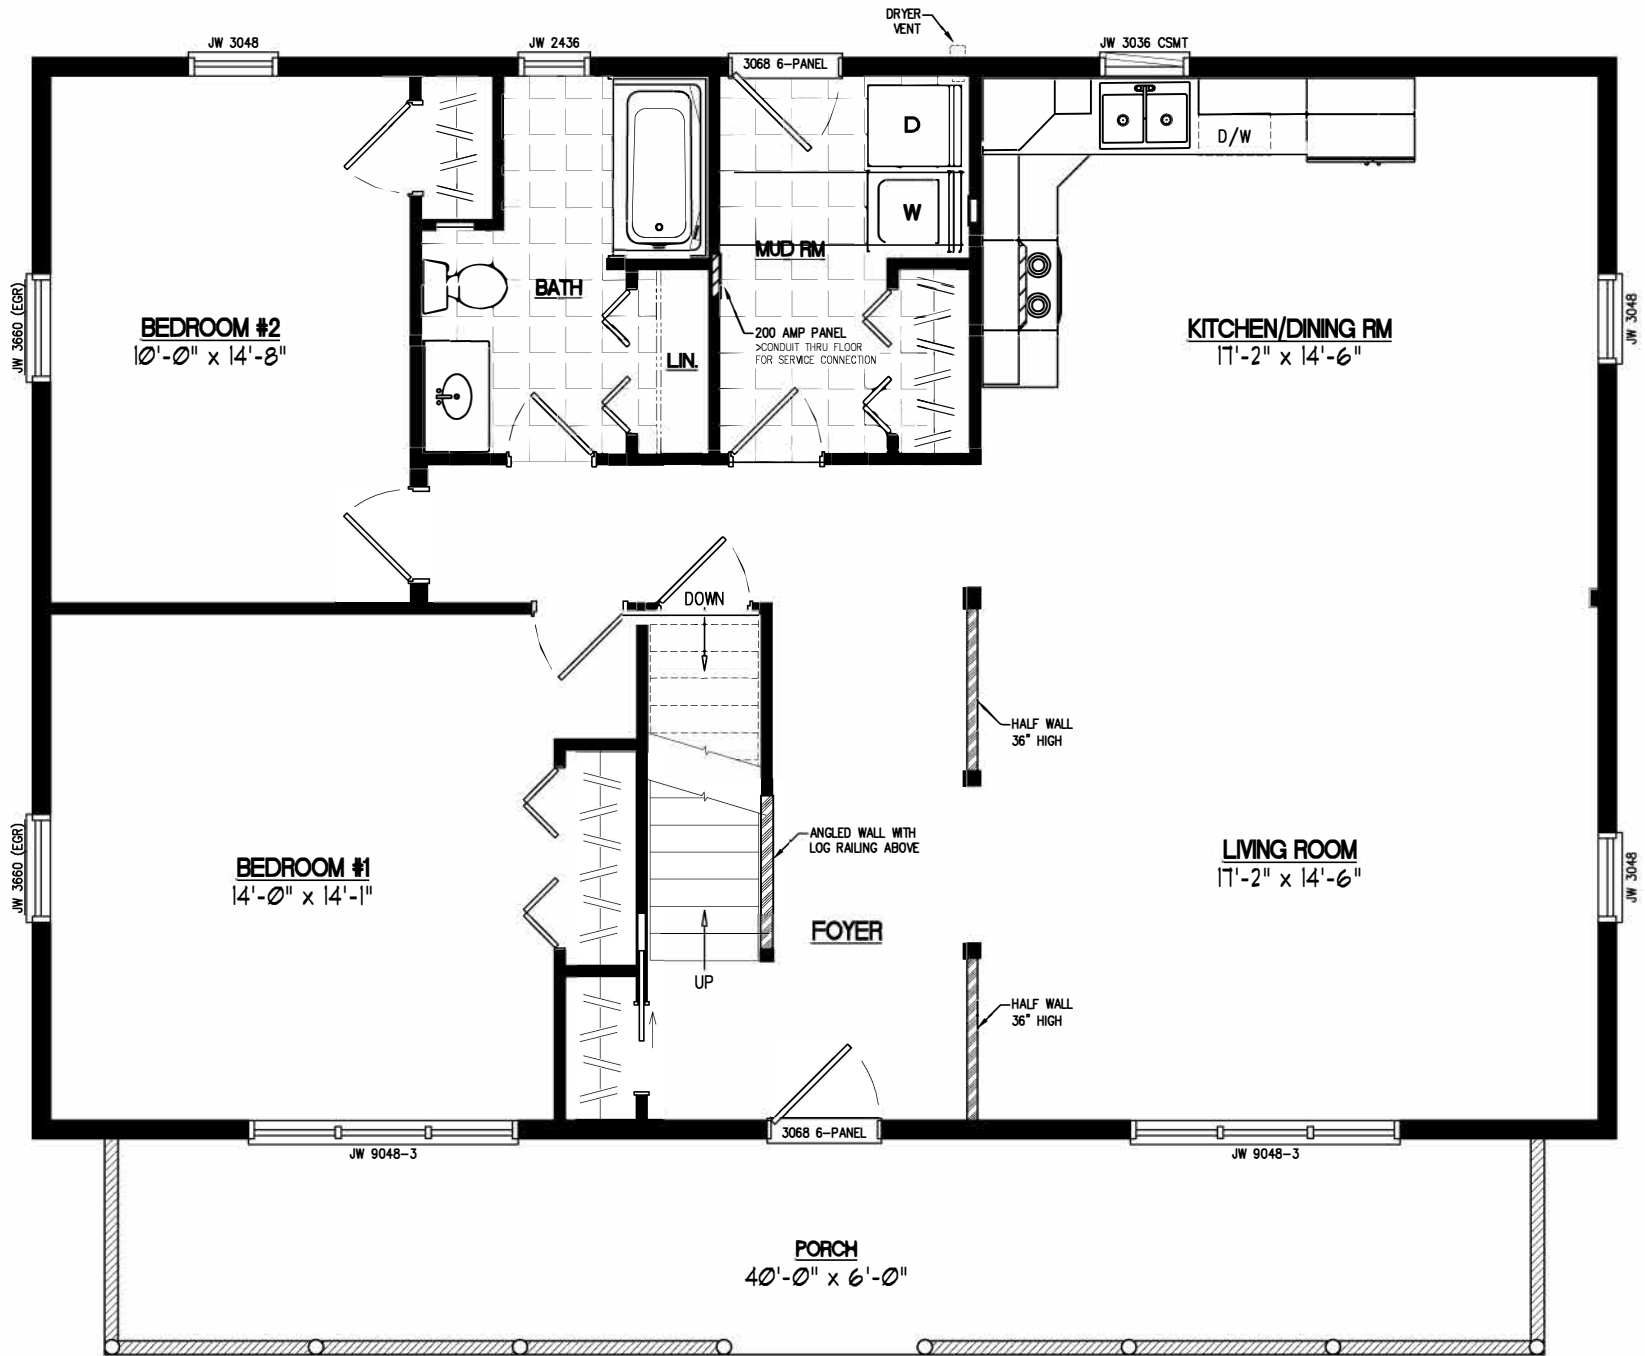 DRYER
VENT
JW 3048
JW 2436
JW 3036 CSMT
3068 6-PANEL
D
D/W
W
MUD RM
BATH
JW 3660 (EGR)
BEDROOM #2
10'-0" x 14'-8"
200 AMP PANEL
>CONDUIT THRU FLOOR
FOR SERVICE CONNECTION
LIN.
KITCHEN/DINING RM
17'-2" x 14'-6"
JW 3048
DOWN
HALF WALL
36" HIGH
ANGLED WALL WITH
LOG RAILING ABOVE
JW 3660 (EGR)
BEDROOM #1
14'-0" x 14'-1"
LIVING ROOM
17'-2" x 14'-6"
JW 3048
FOYER
UP
HALF WALL
36" HIGH
3068 6-PANEL
JW 9048-3
JW 9048-3
PORCH
40'-0" x 6'-0"